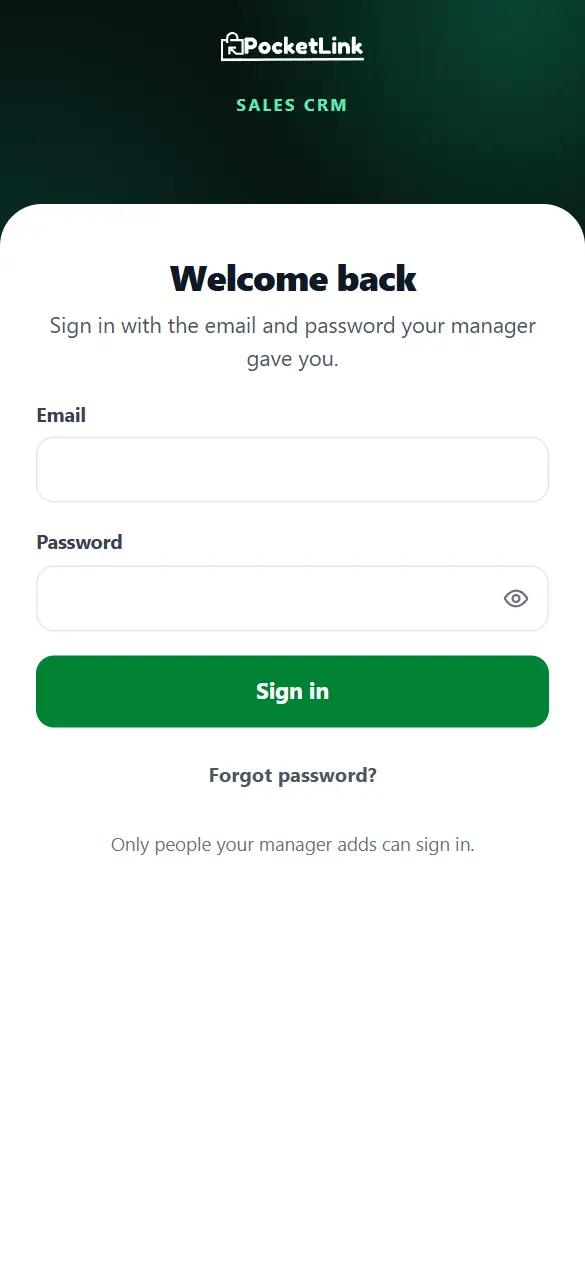 PocketLink
SALES CRM
Welcome back
Sign in with the email and password your manager
gave you.
Email
Password
Sign in
Forgot password?
Only people your manager adds can sign in.